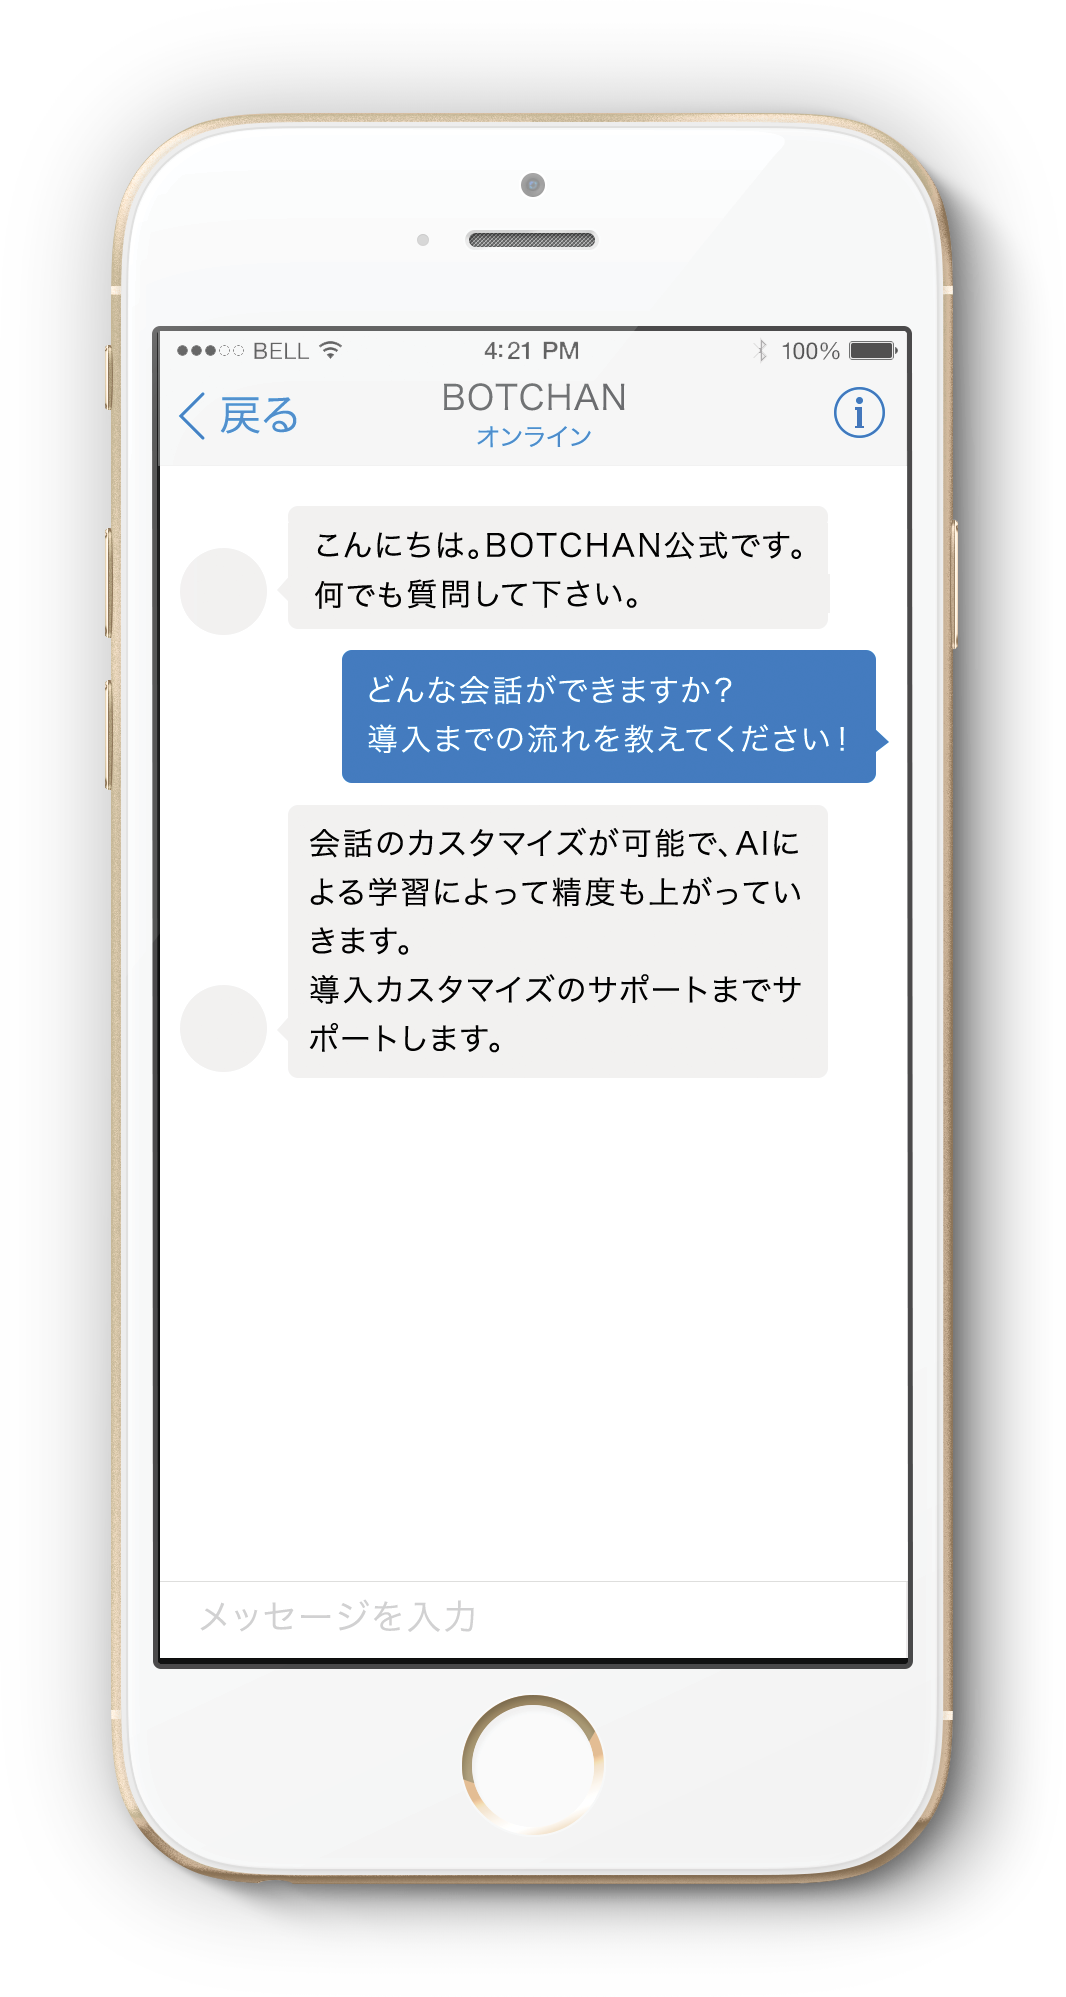 BELL 4:21 PM 100%
戻る BOTCHAN
オンライン
こんにちは。BOTCHAN公式です。
何でも質問して下さい。
どんな会話ができますか？
導入までの流れを教えてください！
会話のカスタマイズが可能で、AIに
よる学習によって精度も上がってい
きます。
導入カスタマイズのサポートまでサ
ポートします。
メッセージを入力